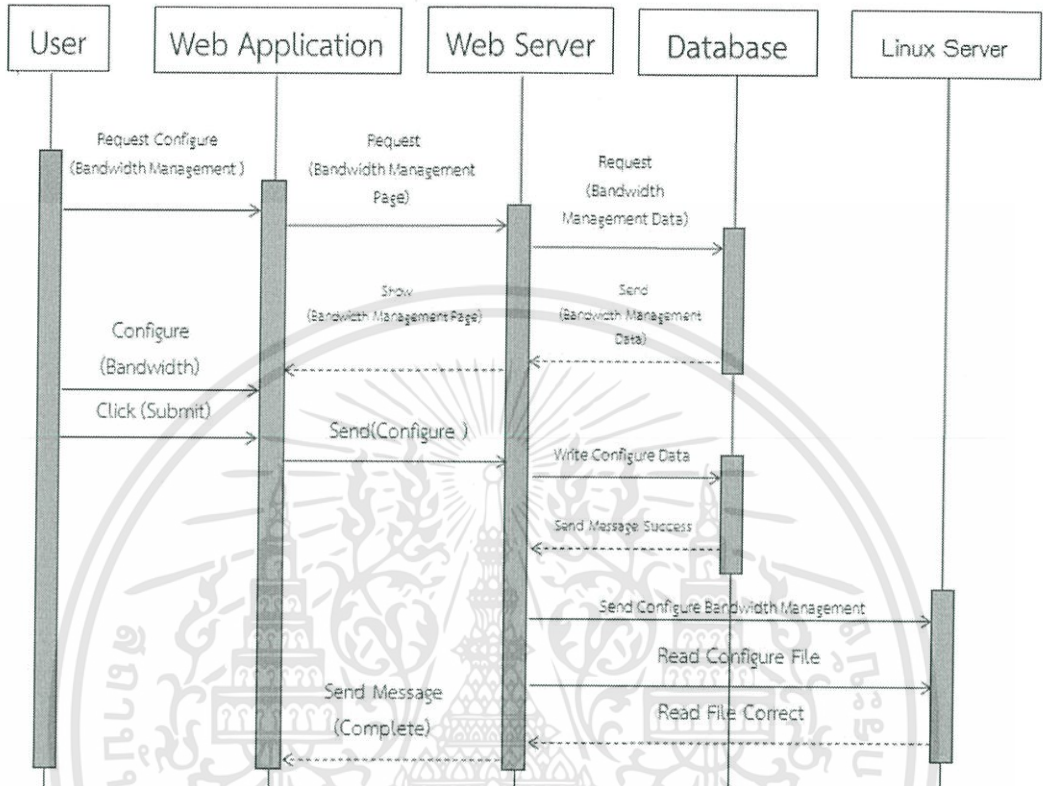 User
Web Application
Web Server
Database
Linux Server
Request Configure
(Bandwidth Management )
Request
(Bandwidth Management
Page)
Request
(Bandwidth
Management Data)
Show
(Bandwidth Management Page)
Send
(Bandwidth Management
Data)
Configure
(Bandwidth)
Click (Submit)
Send(Configure )
Write Configure Data
Send Message Success
Send Configure Bandwidth Management
Read Configure File
Send Message
(Complete)
Read File Correct